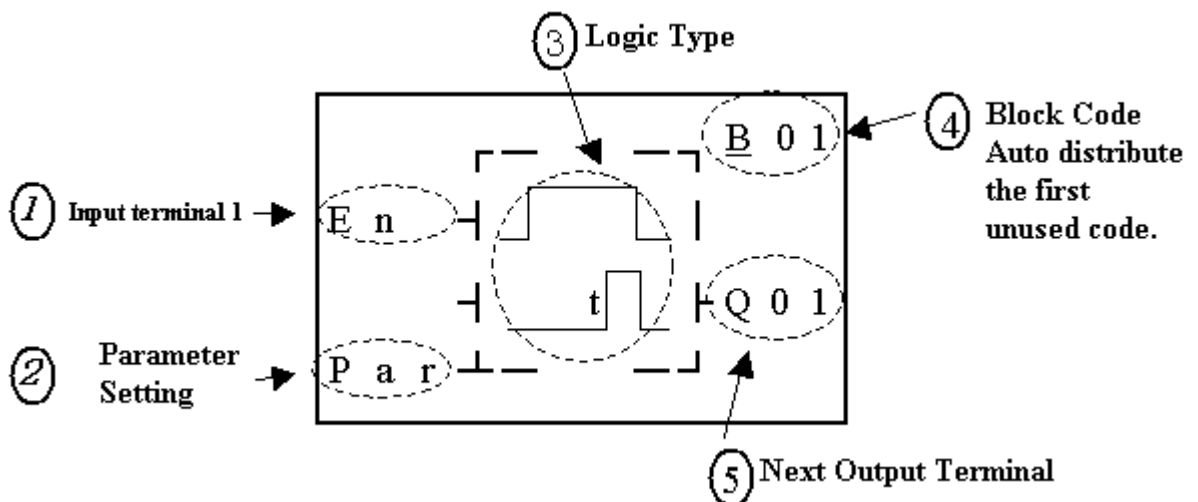 3 Logic Type
B 0 1
4 Block Code
Auto distribute
the first
unused code.
1 Input terminal 1
E n
t
Q 0 1
2 Parameter
Setting
P a r
5 Next Output Terminal